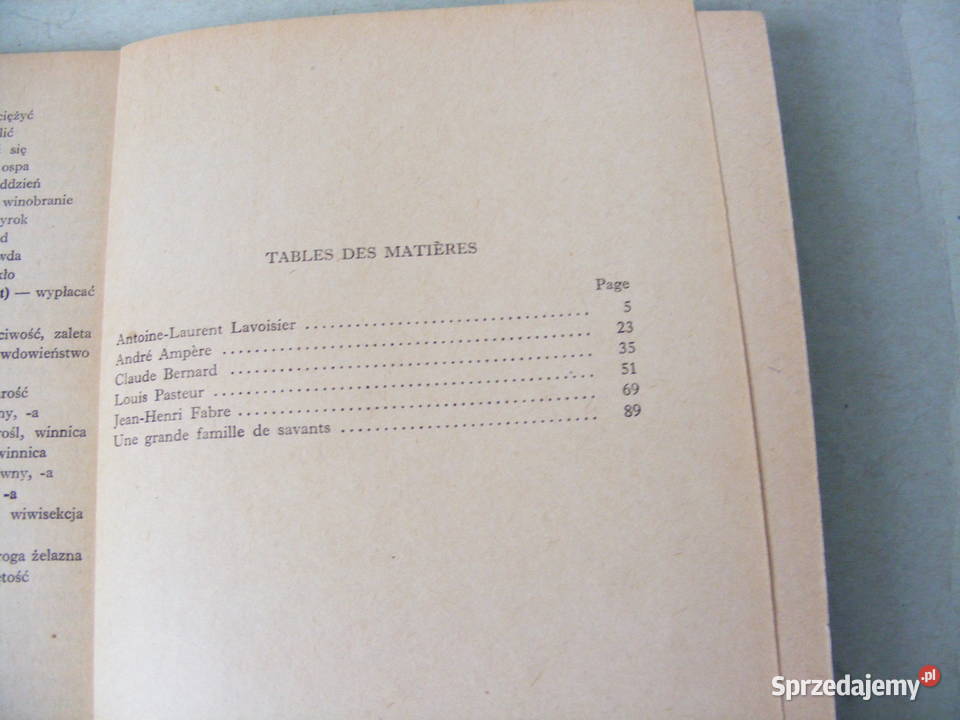 ciężyć
lić
się
ospa
ddzień
winobranie
yrok
d
wda
kło
t) — wypłacać
ciwość, zaleta
wdowieństwo
rość
ny, -a
rośl, winnica
winnica
wny, -a
-a
wiwisekcja
roga żelazna
ętość
TABLES DES MATIÈRES
Page
Antoine-Laurent Lavoisier 5
André Ampère 23
Claude Bernard 35
Louis Pasteur 51
Jean-Henri Fabre 69
Une grande famille de savants 89
Sprzedajemy.pl